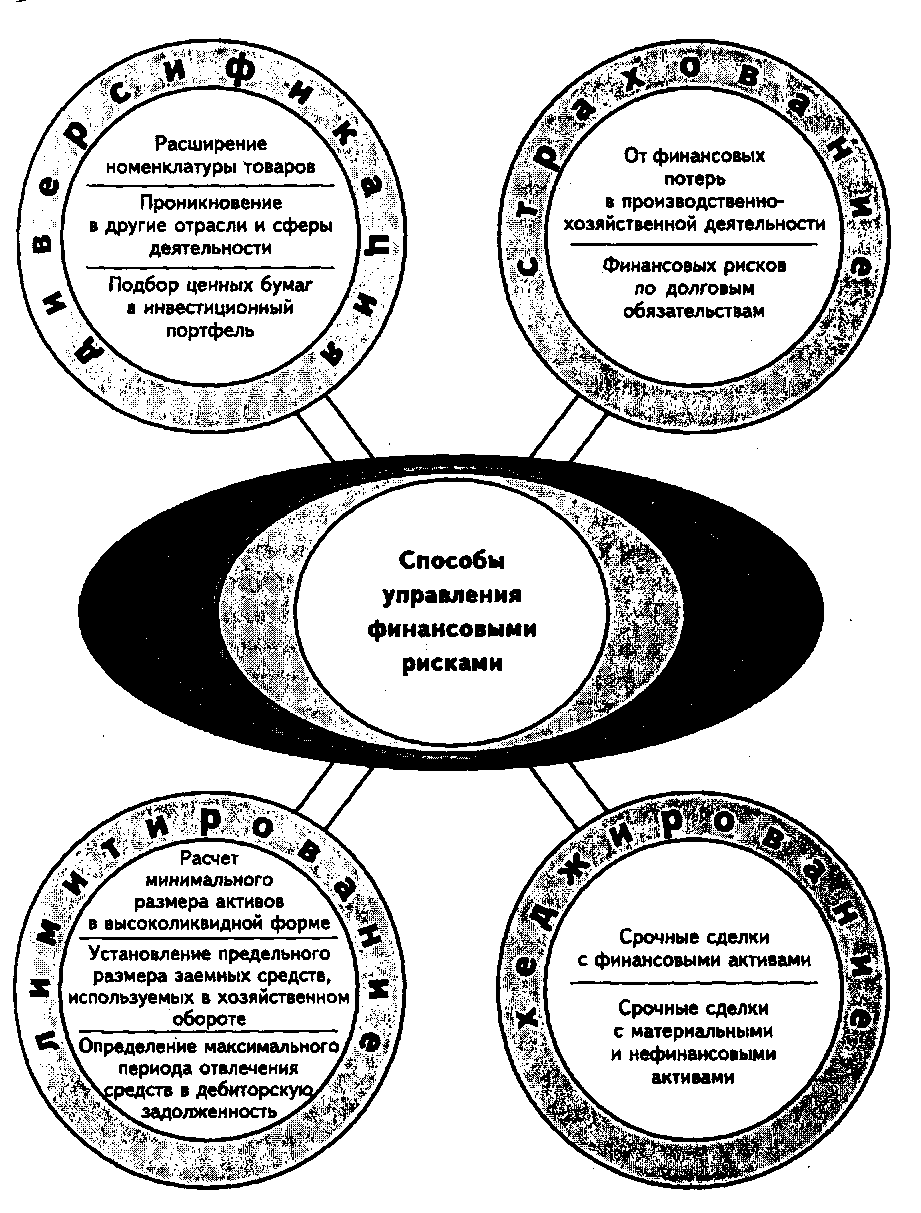 диверсификация
Расширение
номенклатуры товаров
Проникновение
в другие отрасли и сферы
деятельности
Подбор ценных бумаг
в инвестиционный
портфель
страхование
От финансовых
потерь
в производственно-
хозяйственной деятельности
Финансовых рисков
по долговым
обязательствам
Способы
управления
финансовыми
рисками
лимитирование
Расчет
минимального
размера активов
в высоколиквидной форме
Установление предельного
размера заемных средств,
используемых в хозяйственном
обороте
Определение максимального
периода отвлечения
средств в дебиторскую
задолженность
хеджирование
Срочные сделки
с финансовыми активами
Срочные сделки
с материальными
и нефинансовыми
активами